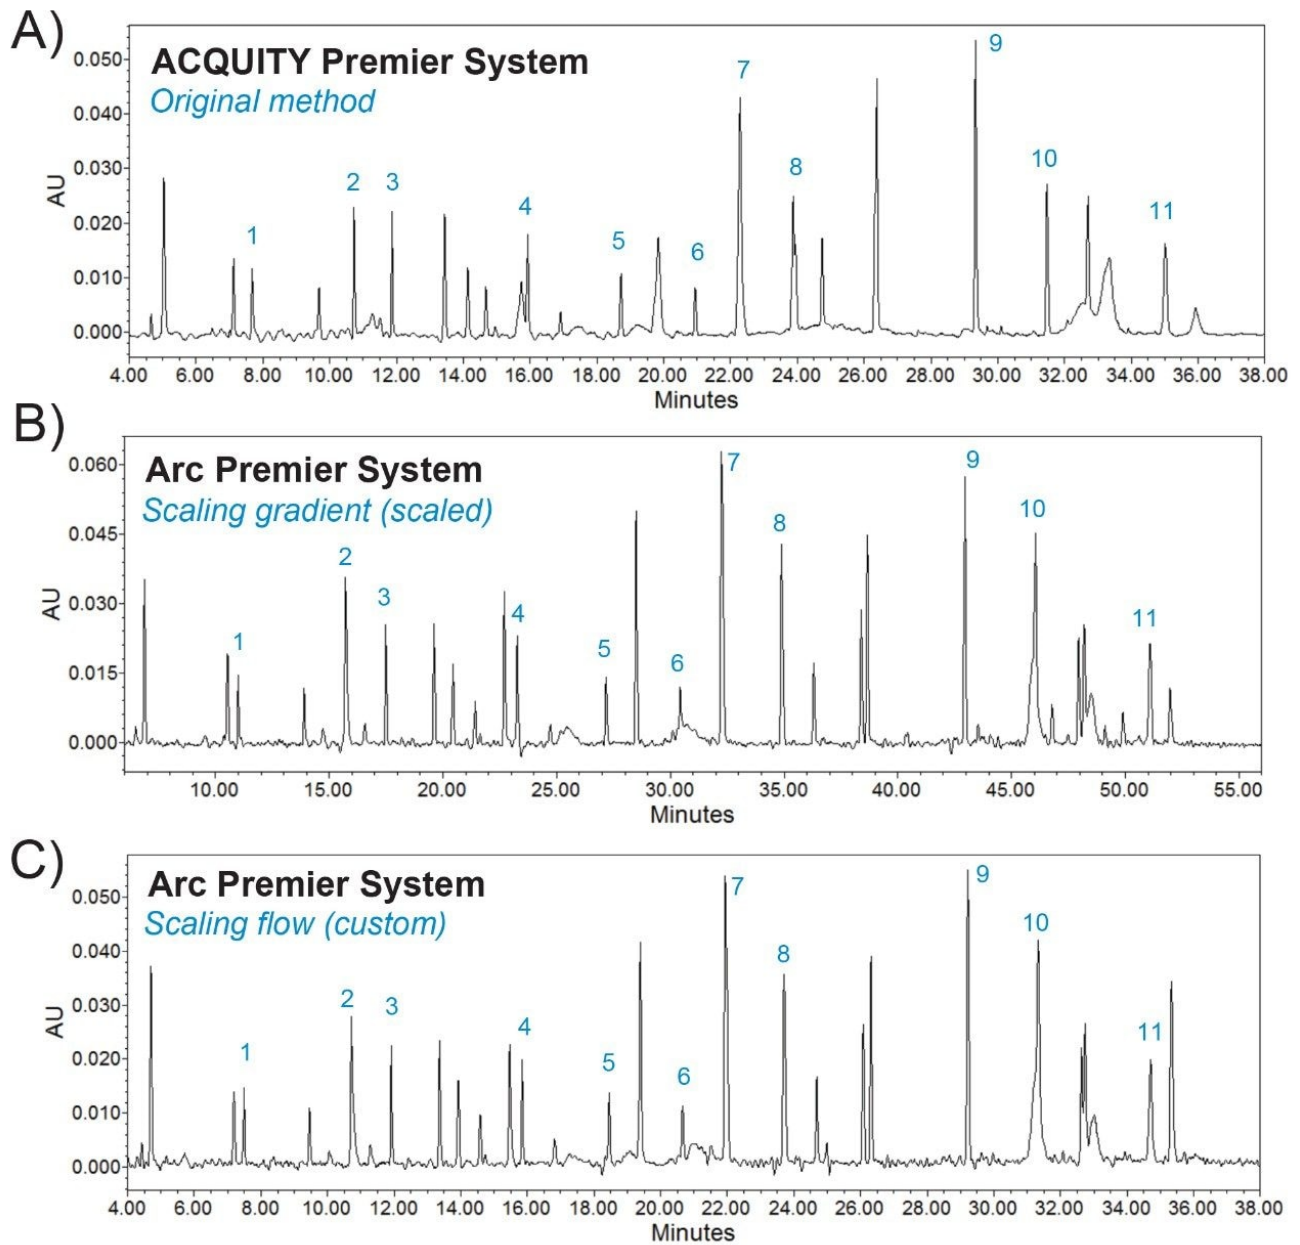 A)
ACQUITY Premier System
Original method
AU
0.050
0.040
0.030
0.020
0.010
0.000
1
2
3
4
5
6
7
8
9
10
11
4.00 6.00 8.00 10.00 12.00 14.00 16.00 18.00 20.00 22.00 24.00 26.00 28.00 30.00 32.00 34.00 36.00 38.00
Minutes
B)
Arc Premier System
Scaling gradient (scaled)
AU
0.060
0.045
0.030
0.015
0.000
1
2
3
4
5
6
7
8
9
10
11
10.00 15.00 20.00 25.00 30.00 35.00 40.00 45.00 50.00 55.00
Minutes
C)
Arc Premier System
Scaling flow (custom)
AU
0.050
0.040
0.030
0.020
0.010
0.000
1
2
3
4
5
6
7
8
9
10
11
4.00 6.00 8.00 10.00 12.00 14.00 16.00 18.00 20.00 22.00 24.00 26.00 28.00 30.00 32.00 34.00 36.00 38.00
Minutes